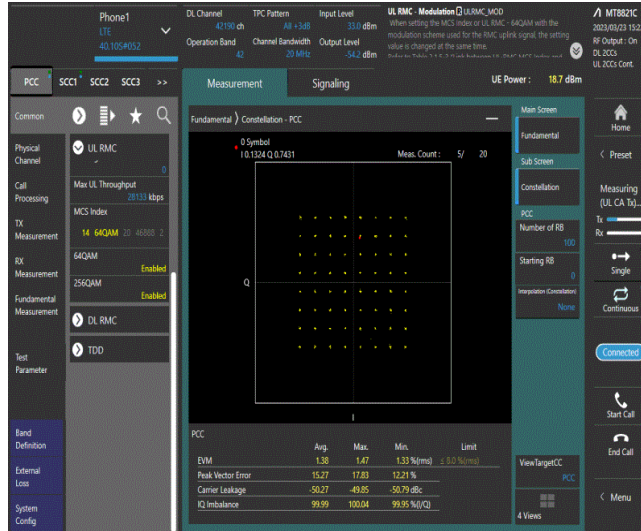 Phone1
LTE
40.105#052
DL Channel
42190 ch
Operation Band
42
TPC Pattern
All +3dB
Channel Bandwidth
20 MHz
Input Level
33.0 dBm
Output Level
-54.2 dBm
UL RMC - Modulation ULRMC_MOD
When setting the MCS Index or UL RMC - 64QAM with the
modulation scheme used for the RMC uplink signal, the setting
value is changed at the same time.
MT8821C
2023/03/23 15:2
RF Output : On
DL 2CCs
UL 2CCs Cont.
PCC SCC1 SCC2 SCC3 >>
Measurement Signaling
UE Power : 18.7 dBm
Common
Physical
Channel
Call
Processing
TX
Measurement
RX
Measurement
Fundamental
Measurement
Test
Parameter
Band
Definition
External
Loss
System
Config
UL RMC
0
Max UL Throughput
28133 kbps
MCS Index
14 64QAM 20 46888 2
64QAM
Enabled
256QAM
Enabled
DL RMC
TDD
Fundamental > Constellation - PCC
0 Symbol
I 0.1324 Q 0.7431
Meas. Count : 5/ 20
Q
I
PCC
Avg. Max. Min. Limit
EVM 1.38 1.47 1.33 %(rms) ≤ 8.0 %(rms)
Peak Vector Error 15.27 17.83 12.21 %
Carrier Leakage -50.27 -49.85 -50.79 dBc
IQ Imbalance 99.99 100.04 99.95 %(I/Q)
Main Screen
Fundamental
Sub Screen
Constellation
PCC
Number of RB
100
Starting RB
0
Interpolation (Constellation)
None
ViewTargetCC
PCC
4 Views
Home
< Preset
Measuring
(UL CA Tx)...
Tx
Rx
Single
Continuous
Connected
Start Call
End Call
< Menu